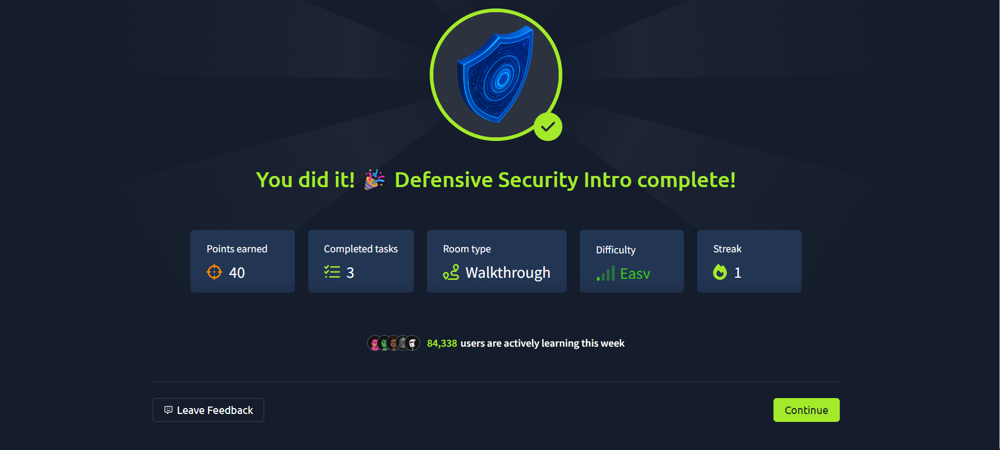 You did it! 🎉 Defensive Security Intro complete!
Points earned
40
Completed tasks
3
Room type
Walkthrough
Difficulty
Easy
Streak
1
84,338 users are actively learning this week
Leave Feedback
Continue